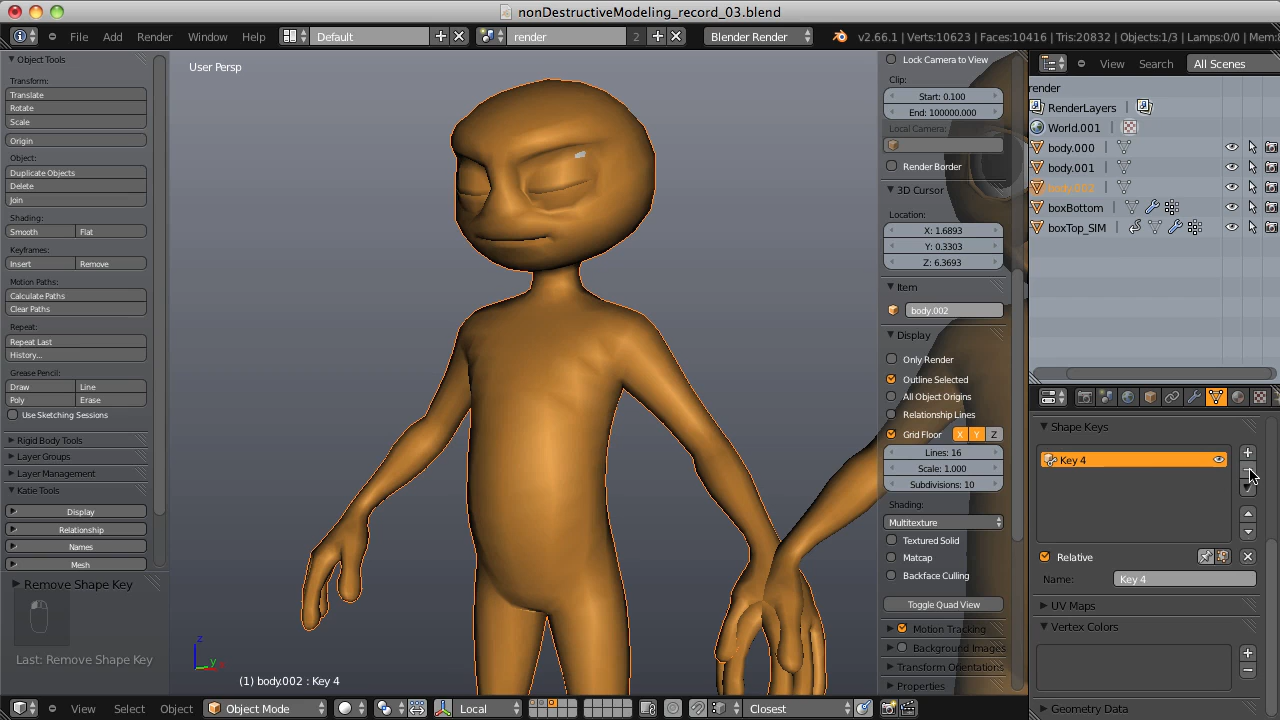 nonDestructiveModeling_record_03.blend
File Add Render Window Help Default render 2 Blender Render v2.66.1 | Verts:10623 | Faces:10416 | Tris:20832 | Objects:1/3 | Lamps:0/0 | Mem:
Object Tools
Transform:
Translate
Rotate
Scale
Origin
Object:
Duplicate Objects
Delete
Join
Shading:
Smooth Flat
Keyframes:
Insert Remove
Motion Paths:
Calculate Paths
Clear Paths
Repeat:
Repeat Last
History...
Grease Pencil:
Draw Line
Poly Erase
Use Sketching Sessions
Rigid Body Tools
Layer Groups
Layer Management
Katie Tools
Display
Relationship
Names
Mesh
Remove Shape Key
Last: Remove Shape Key
User Persp
z
y
(1) body.002 : Key 4
Lock Camera to View
Clip:
Start: 0.100
End: 100000.000
Local Camera:
Render Border
3D Cursor
Location:
X: 1.6893
Y: 0.3303
Z: 6.3693
Item
body.002
Display
Only Render
Outline Selected
All Object Origins
Relationship Lines
Grid Floor X Y Z
Lines: 16
Scale: 1.000
Subdivisions: 10
Shading:
Multitexture
Textured Solid
Matcap
Backface Culling
Toggle Quad View
Motion Tracking
Background Images
Transform Orientations
Properties
View Search All Scenes
render
RenderLayers
World.001
body.000
body.001
body.002
boxBottom
boxTop_SIM
Shape Keys
Key 4
Relative
Name: Key 4
UV Maps
Vertex Colors
Geometry Data
View Select Object Object Mode Local Closest